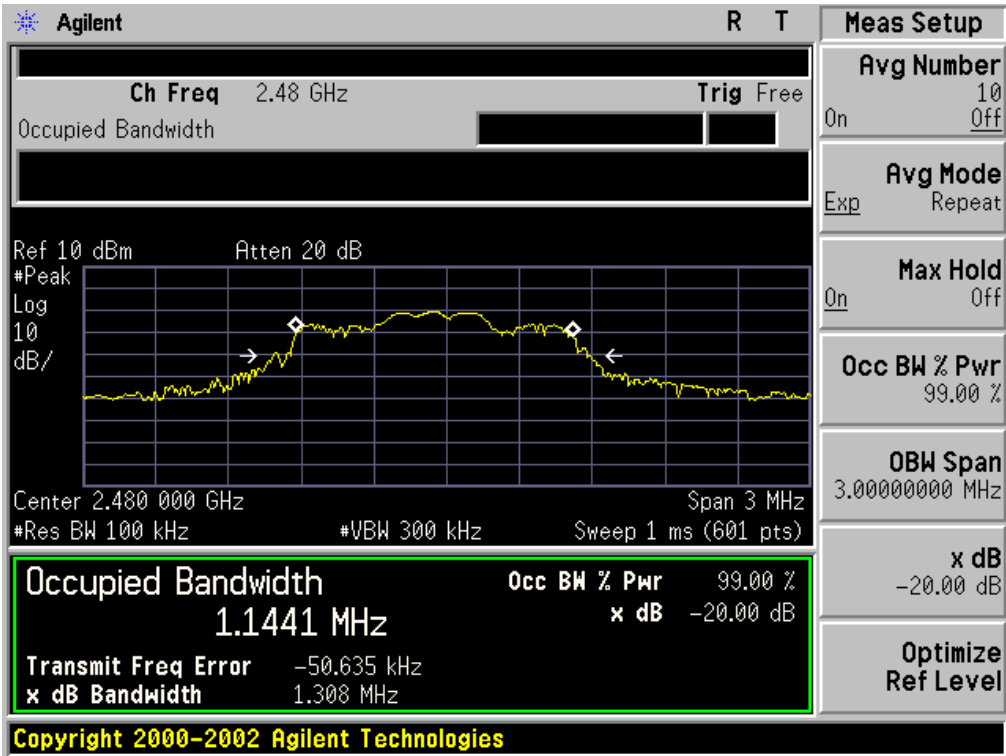 Agilent R T
Meas Setup
Ch Freq 2.48 GHz Trig Free
Occupied Bandwidth
Ref 10 dBm Atten 20 dB
#Peak
Log
10
dB/
Center 2.480 000 GHz Span 3 MHz
#Res BW 100 kHz #VBW 300 kHz Sweep 1 ms (601 pts)
Occupied Bandwidth
1.1441 MHz
Occ BW % Pwr 99.00 %
x dB -20.00 dB
Transmit Freq Error -50.635 kHz
x dB Bandwidth 1.308 MHz
Avg Number
10
On Off
Avg Mode
Exp Repeat
Max Hold
On Off
Occ BW % Pwr
99.00 %
OBW Span
3.00000000 MHz
x dB
-20.00 dB
Optimize
Ref Level
Copyright 2000-2002 Agilent Technologies